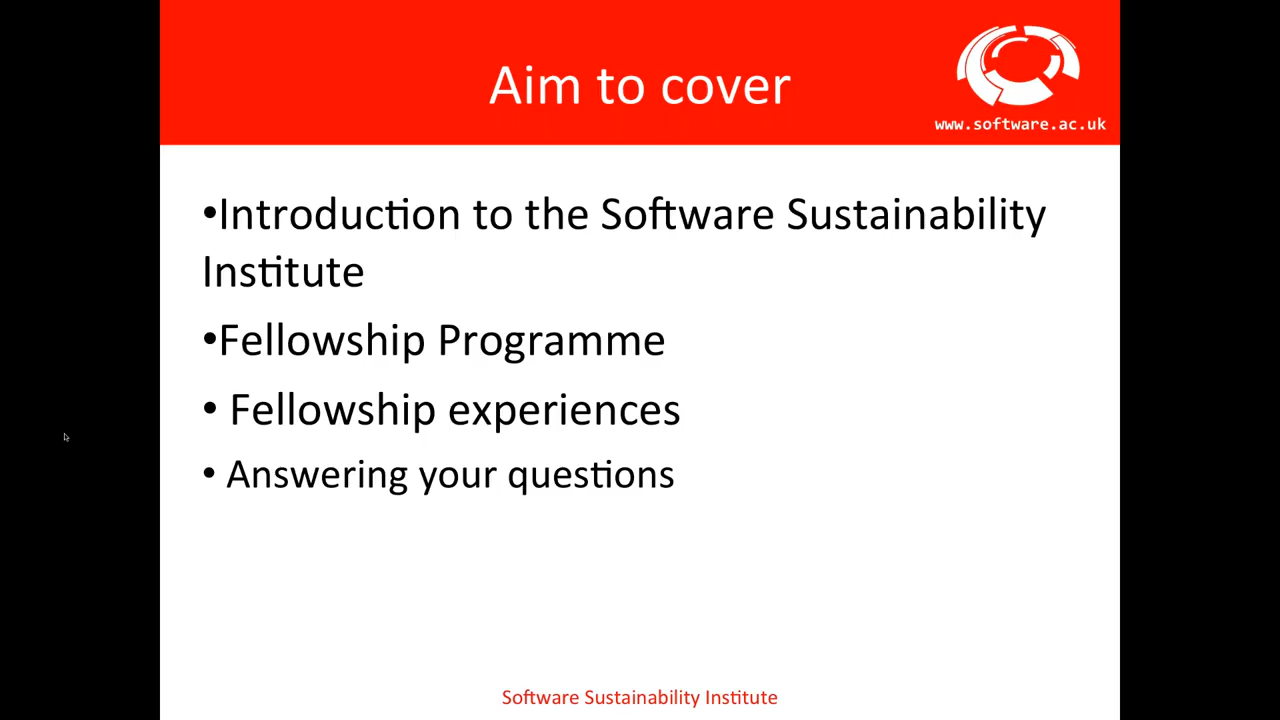 Aim to cover
www.software.ac.uk
•Introduction to the Software Sustainability
Institute
•Fellowship Programme
• Fellowship experiences
• Answering your questions
Software Sustainability Institute